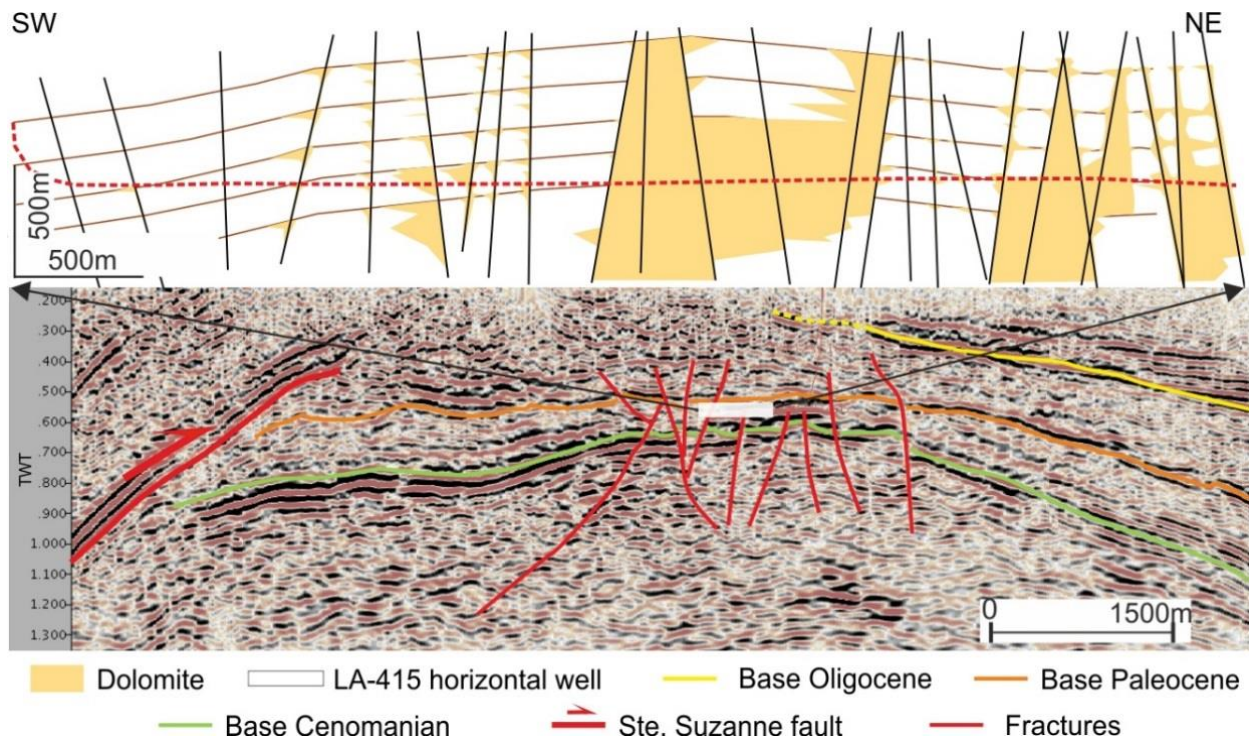 SW
NE
500m
500m
.200
.300
.400
.500
.600
.700
.800
.900
1.000
1.100
1.200
1.300
TWT
0 1500m
Dolomite LA-415 horizontal well Base Oligocene Base Paleocene
Base Cenomanian Ste. Suzanne fault Fractures